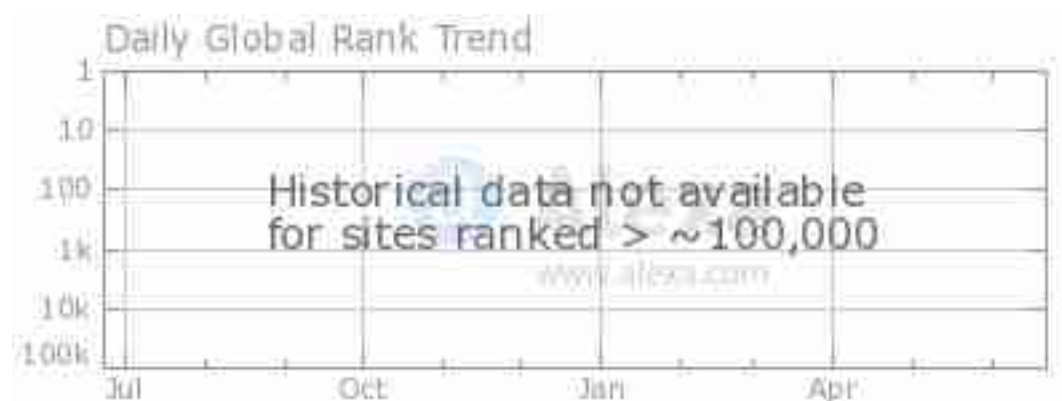 Daily Global Rank Trend
1
10
100
Historical data not available
for sites ranked > ~100,000
1k
www.alexa.com
10k
100k
Jul Oct Jan Apr